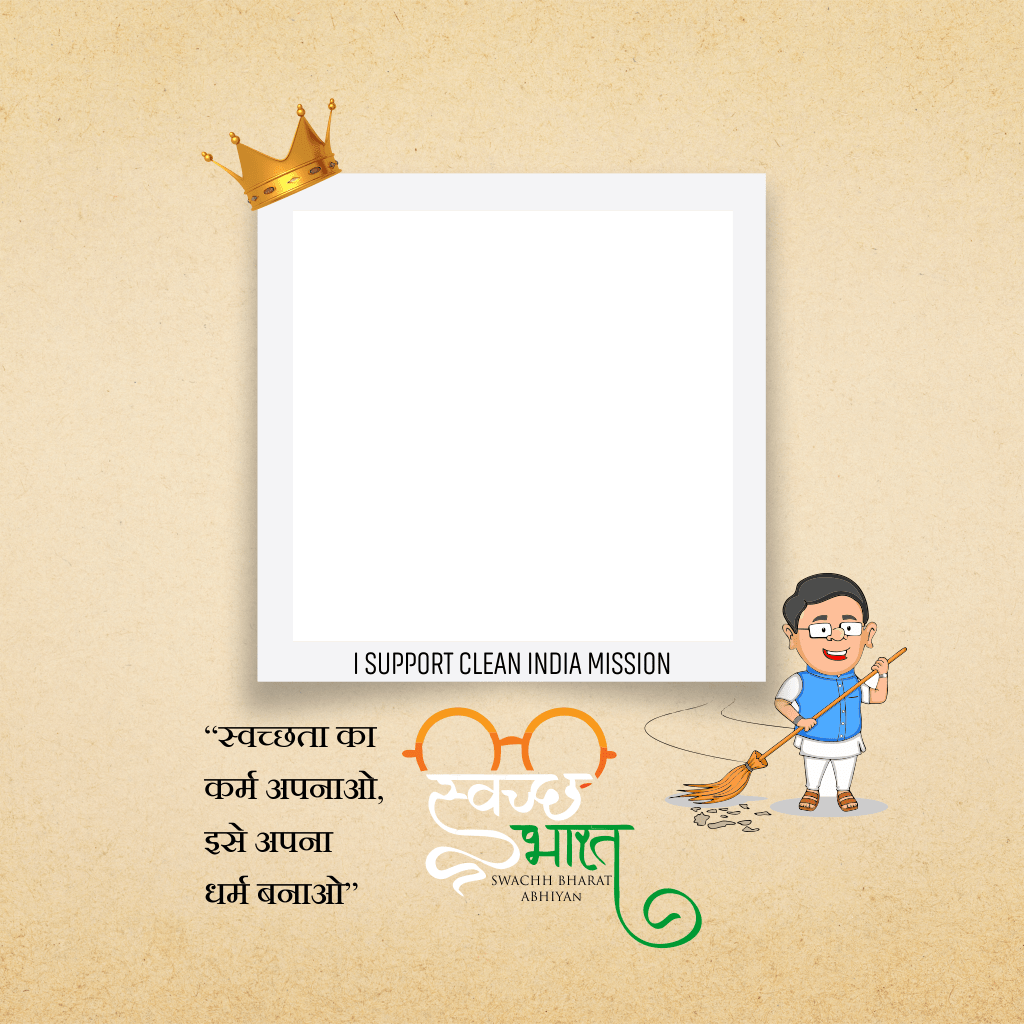 I SUPPORT CLEAN INDIA MISSION
“स्वच्छता का
कर्म अपनाओ,
इसे अपना
धर्म बनाओ”
स्वच्छ
भारत
SWACHH BHARAT
ABHIYAN